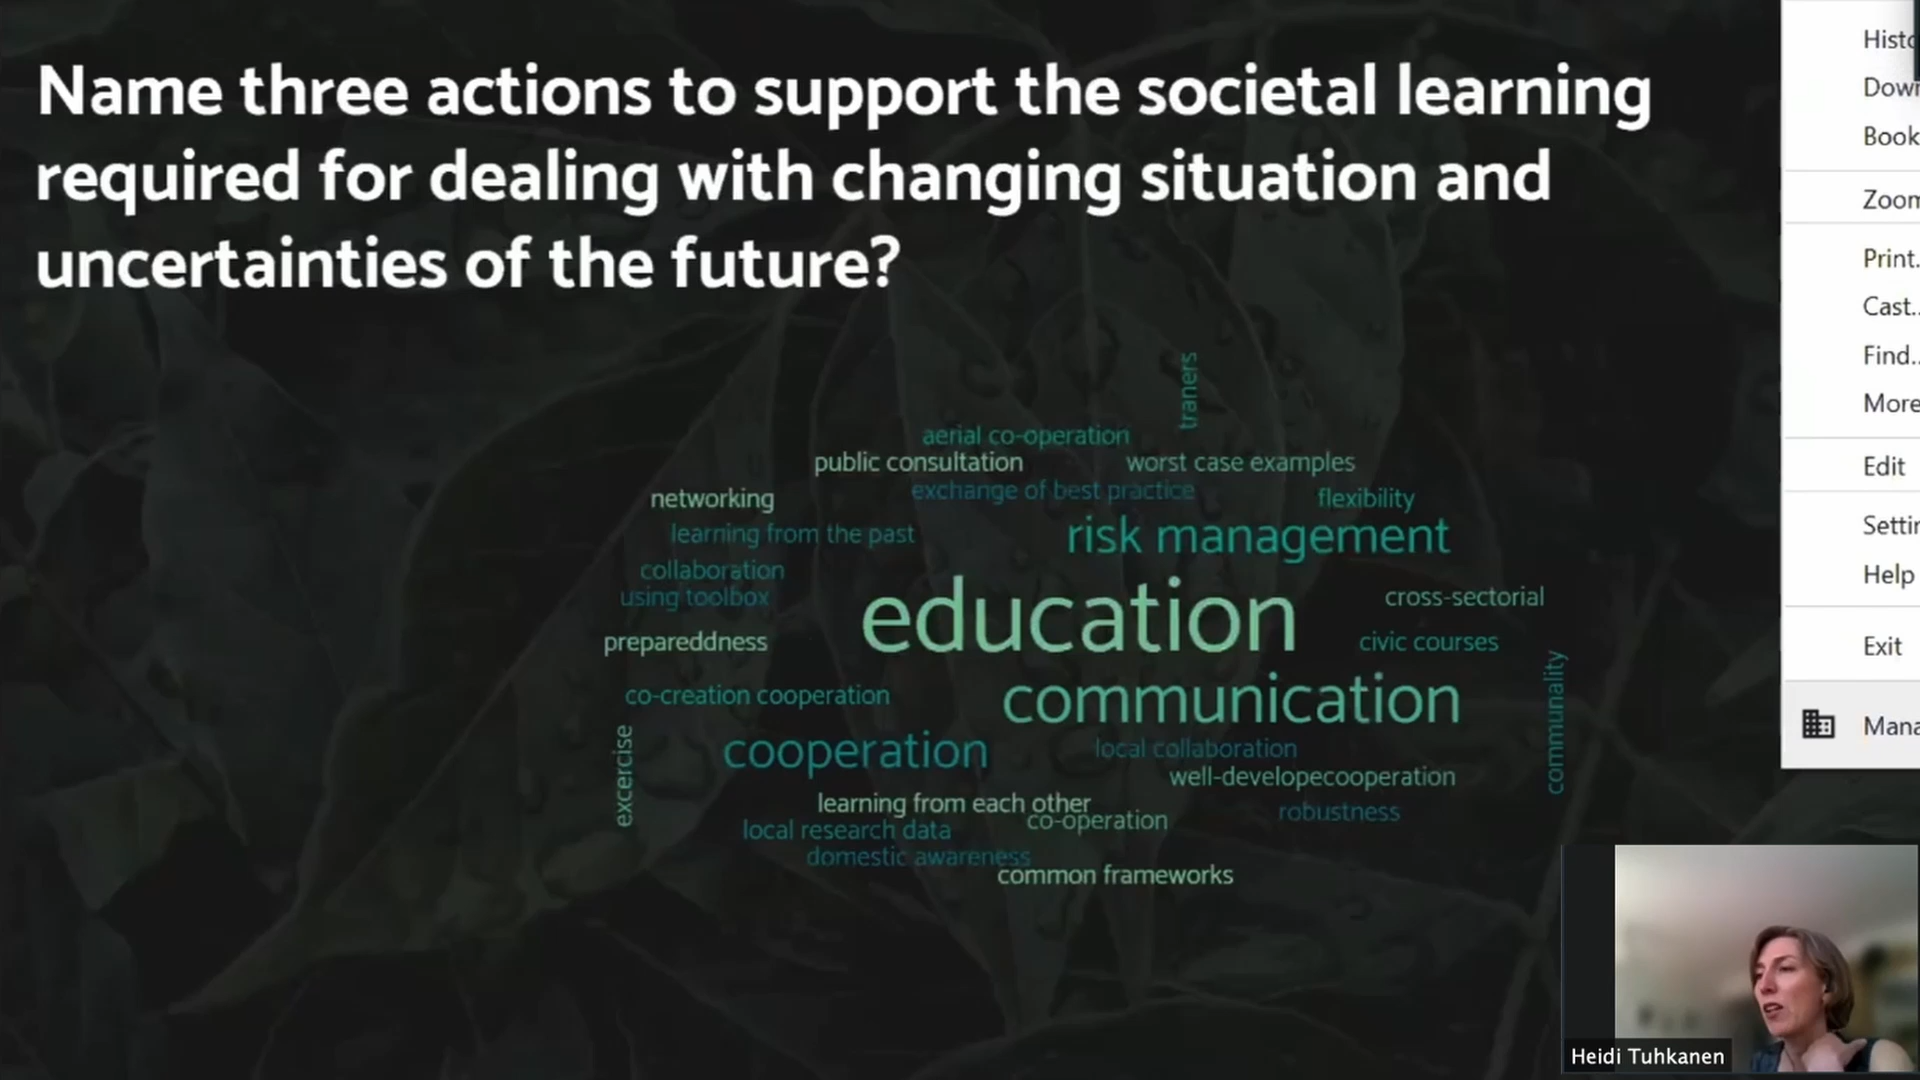 Name three actions to support the societal learning
required for dealing with changing situation and
uncertainties of the future?
traners
aerial co-operation
public consultation
worst case examples
exchange of best practice
networking
flexibility
learning from the past
risk management
collaboration
using toolbox
education
cross-sectorial
prepareddness
civic courses
communality
co-creation cooperation
communication
excercise
cooperation
local collaboration
well-developecooperation
learning from each other
co-operation
robustness
local research data
domestic awareness
common frameworks
Histo
Down
Book
Zoom
Print.
Cast..
Find..
More
Edit
Settin
Help
Exit
Mana
Heidi Tuhkanen